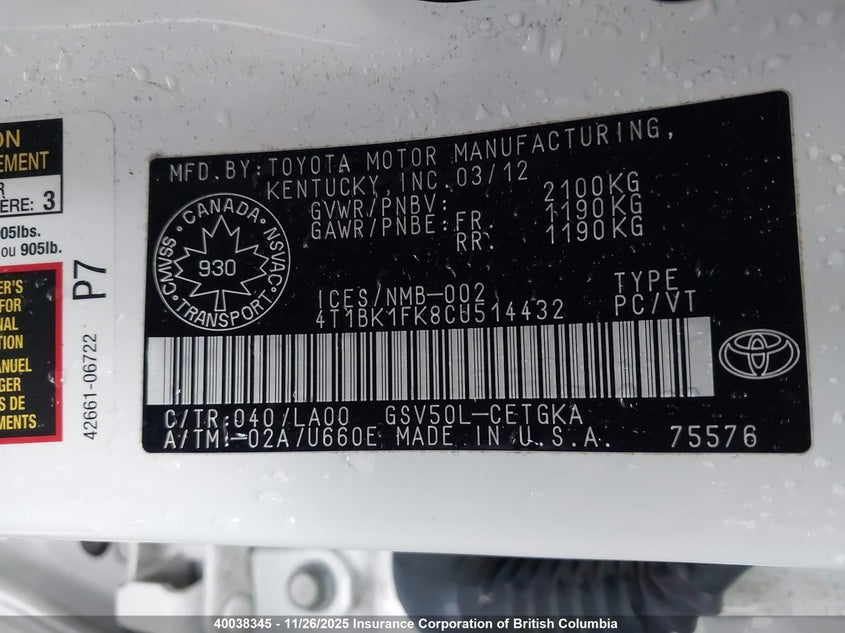 ON
EMENT
R
ÈRE: 3
05lbs.
ou 905lb.
ER'S
FOR
NAL
TION
ANUEL
GER
S DE
MENTS
P7
42661-06722
MFD.BY:TOYOTA MOTOR MANUFACTURING,
KENTUCKY,INC.03/12
GVWR/PNBV: 2100KG
GAWR/PNBE:FR. 1190KG
RR. 1190KG
CANADA
CMVSS NSVAC
930
TRANSPORT
ICES/NMB-002 TYPE
4T1BK1FK8CU514432 PC/VT
C/TR:040/LA00 GSV50L-CETGKA
A/TM:-02A/U660E MADE IN U.S.A. 75576
40038345 - 11/26/2025 Insurance Corporation of British Columbia